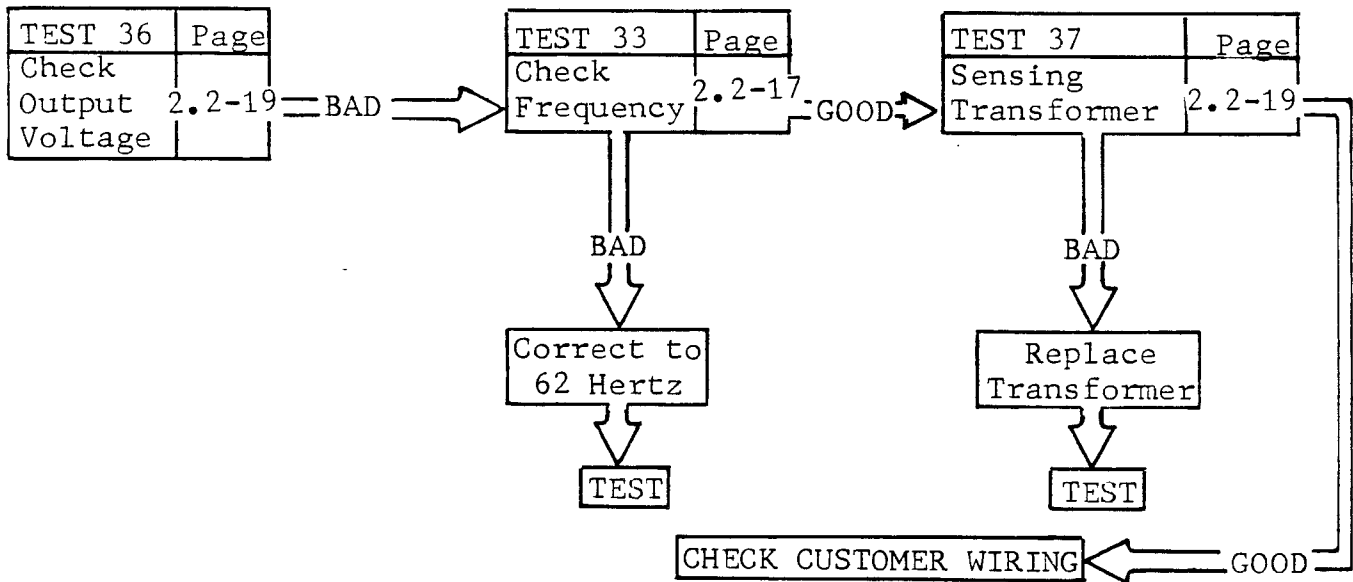 TEST 36 Page
Check
Output 2.2-19
Voltage
BAD
TEST 33 Page
Check
Frequency 2.2-17
GOOD
TEST 37 Page
Sensing
Transformer 2.2-19
BAD
Correct to
62 Hertz
TEST
BAD
Replace
Transformer
TEST
GOOD
CHECK CUSTOMER WIRING